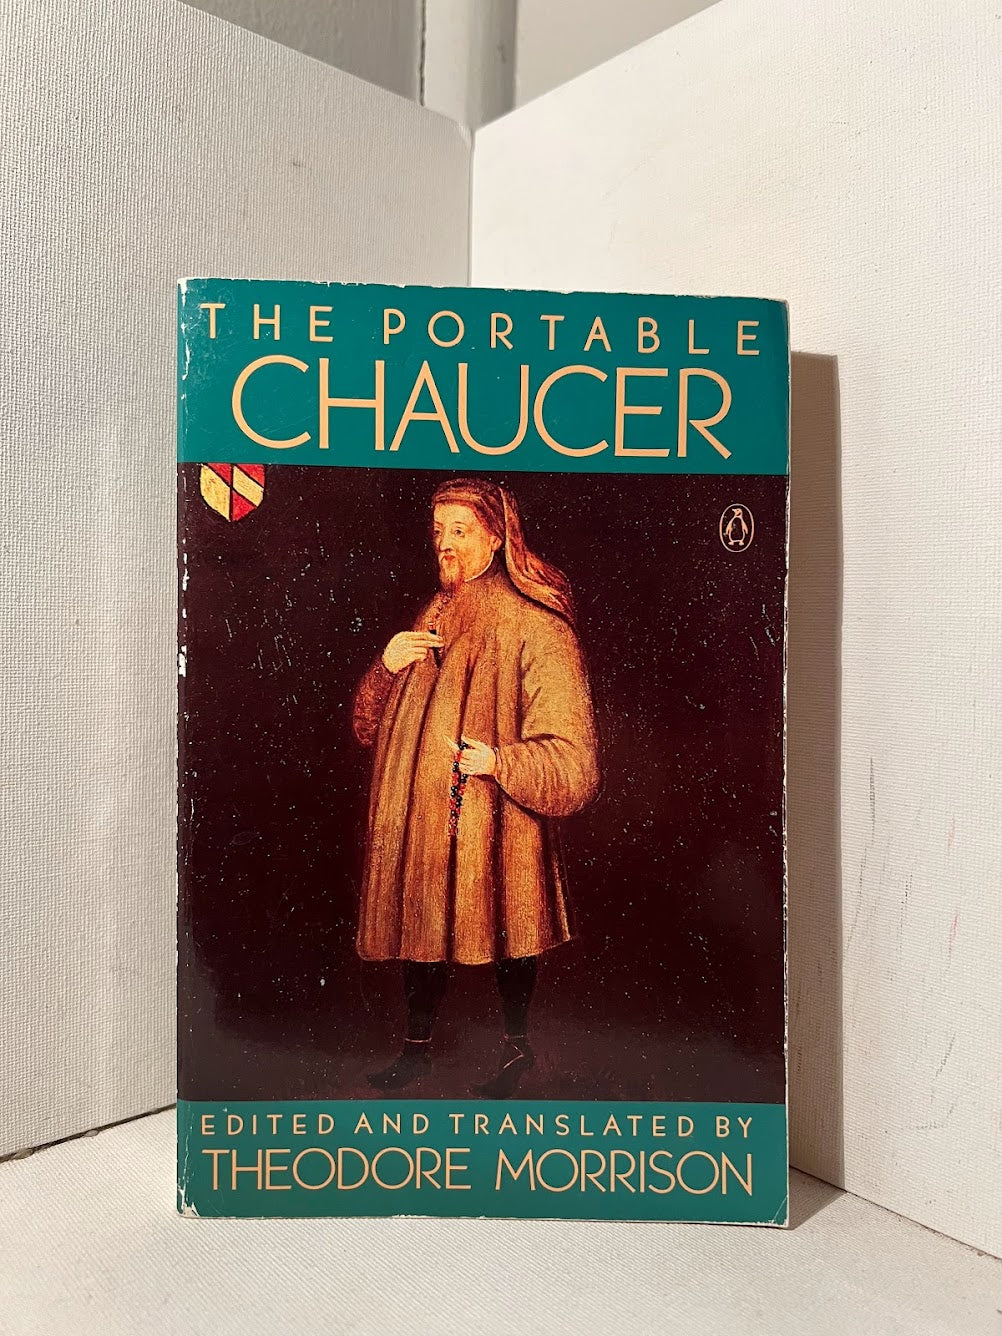 THE PORTABLE
CHAUCER
EDITED AND TRANSLATED BY
THEODORE MORRISON